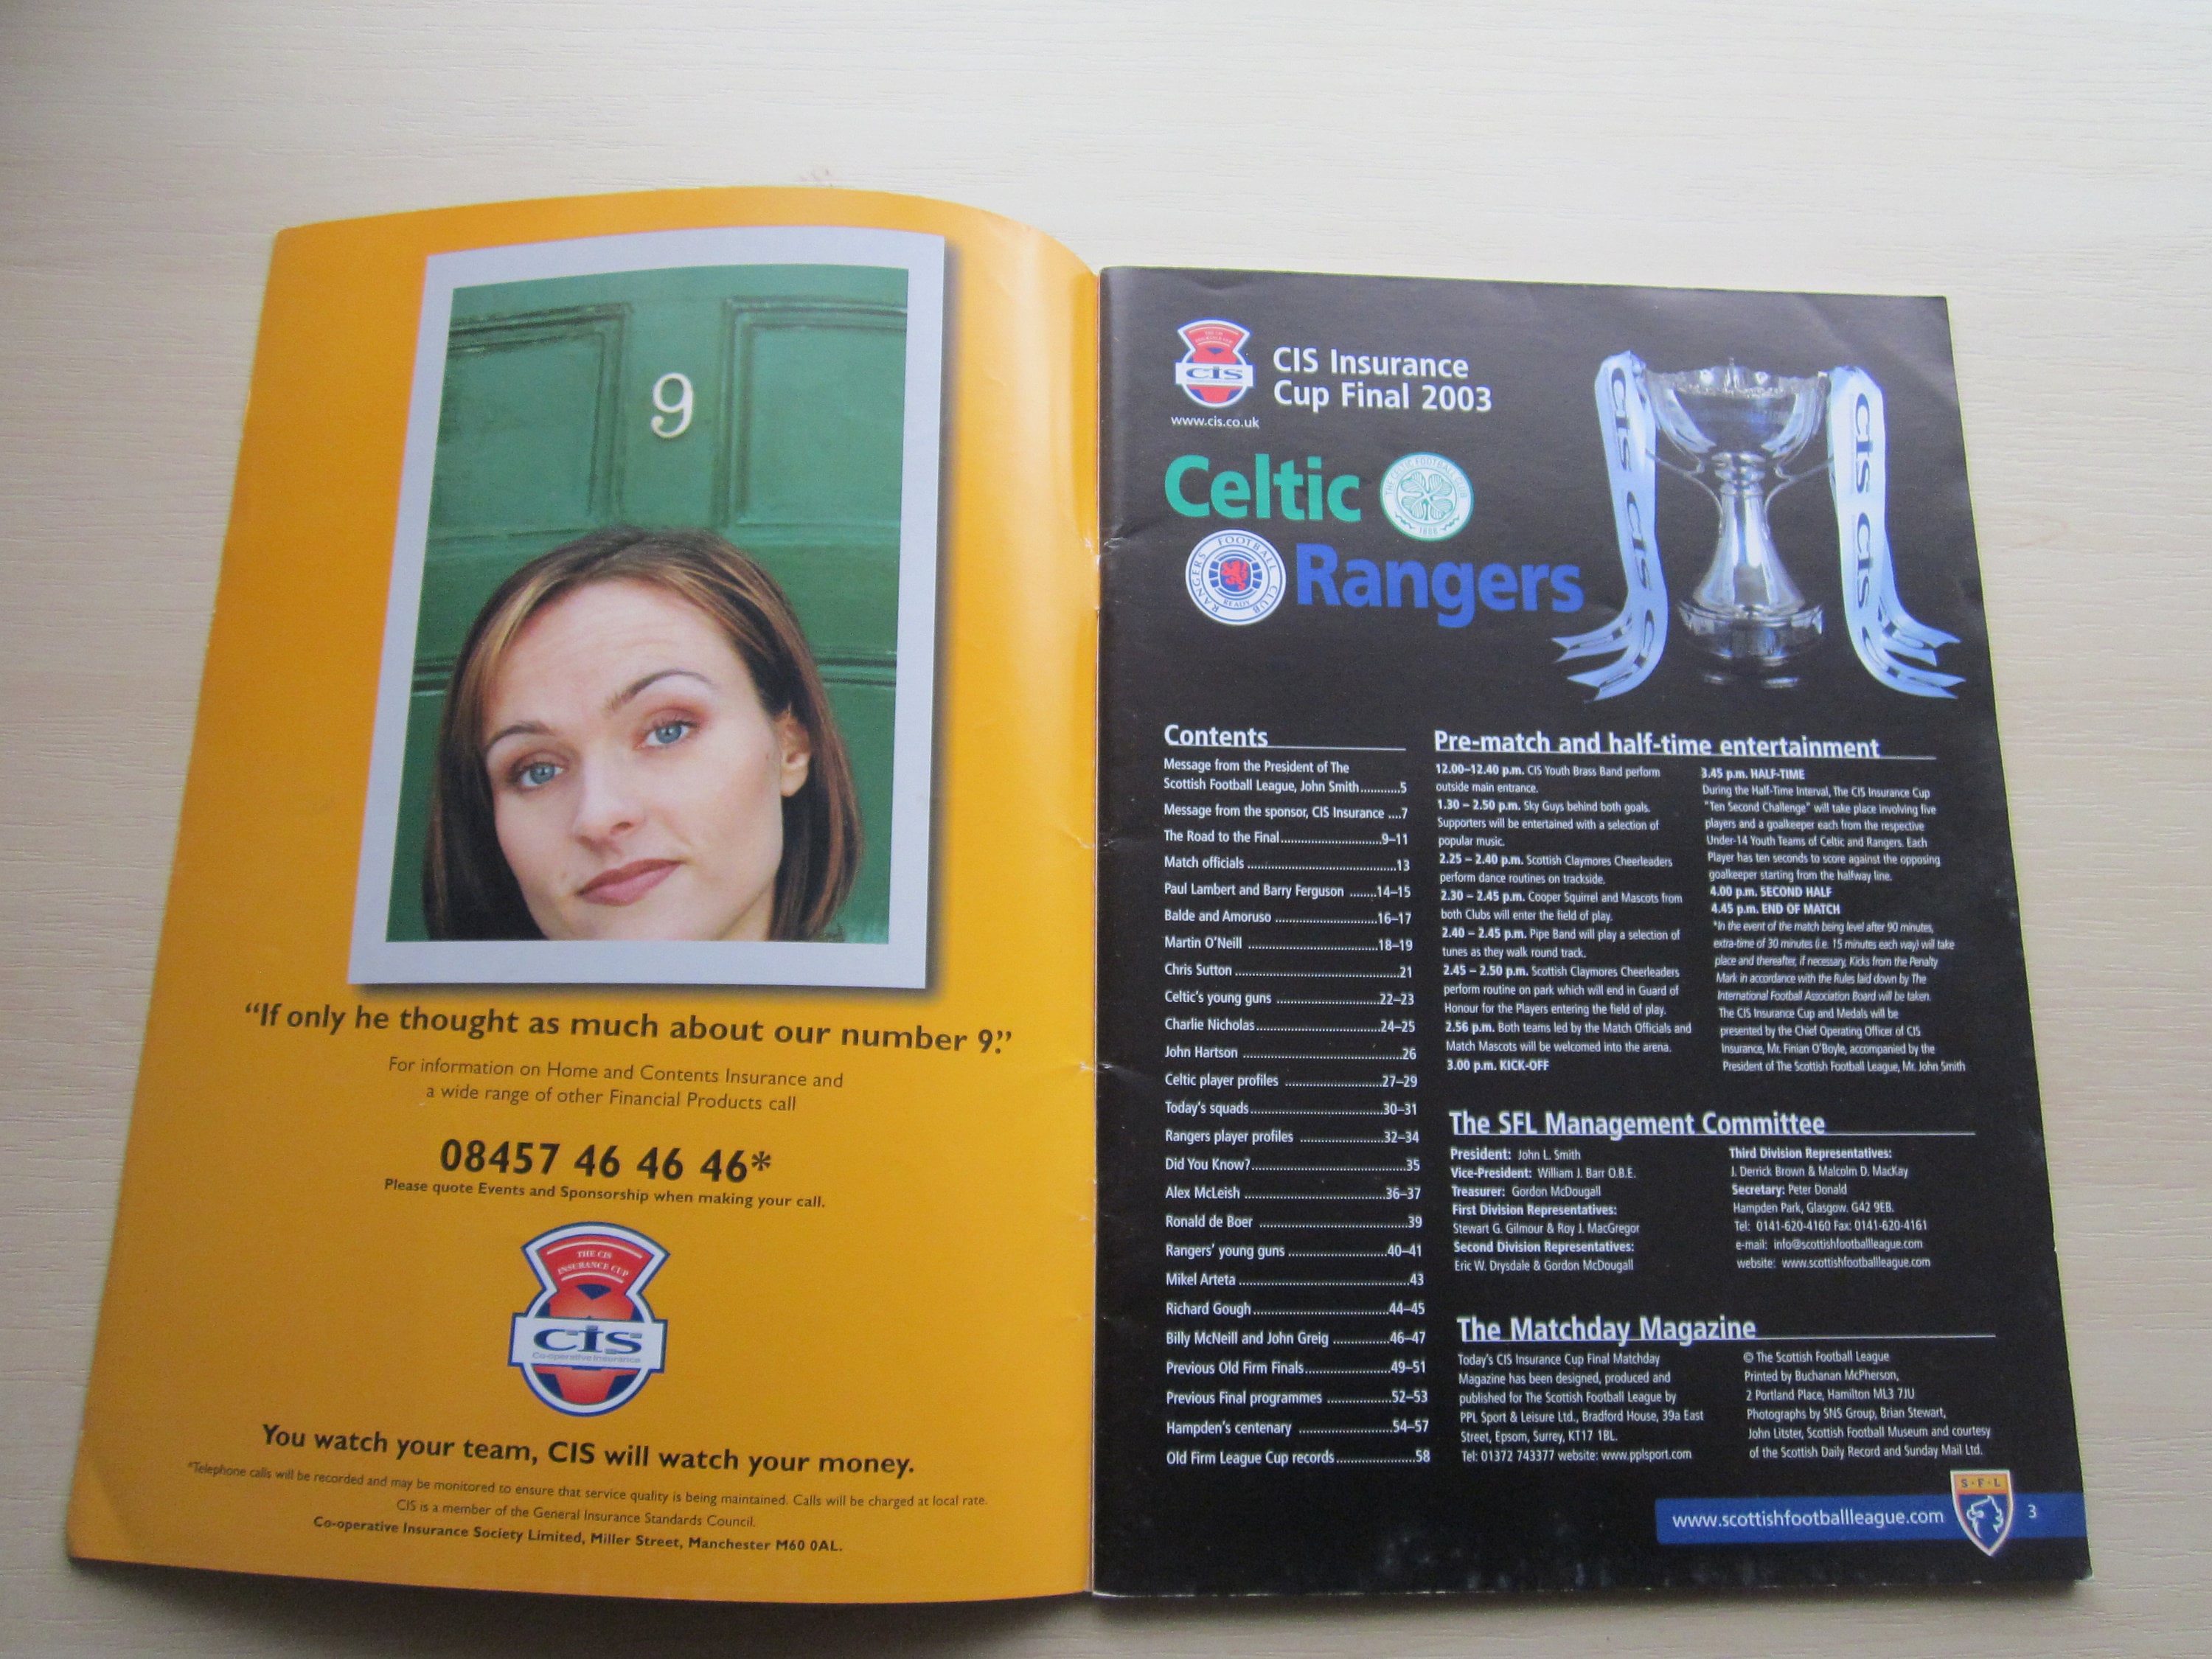 9
"If only he thought as much about our number 9."
For information on Home and Contents Insurance and
a wide range of other Financial Products call
08457 46 46 46*
Please quote Events and Sponsorship when making your call.
THE CIS
INSURANCE CUP
cis
Co-operative Insurance
You watch your team, CIS will watch your money.
*Telephone calls will be recorded and may be monitored to ensure that service quality is being maintained. Calls will be charged at local rate.
CIS is a member of the General Insurance Standards Council.
Co-operative Insurance Society Limited, Miller Street, Manchester M60 0AL.
cis
www.cis.co.uk
CIS Insurance
Cup Final 2003
Celtic
THE CELTIC FOOTBALL CLUB
1888
RANGERS FOOTBALL CLUB
READY
Rangers
cis cis
cis cis
Contents
Message from the President of The
Scottish Football League, John Smith...........5
Message from the sponsor, CIS Insurance ....7
The Road to the Final............................9–11
Match officials .........................................13
Paul Lambert and Barry Ferguson .......14–15
Balde and Amoruso ............................16–17
Martin O'Neill ....................................18–19
Chris Sutton.............................................21
Celtic's young guns ............................22–23
Charlie Nicholas..................................24–25
John Hartson ...........................................26
Celtic player profiles ..........................27–29
Today's squads....................................30–31
Rangers player profiles .......................32–34
Did You Know?..........................................35
Alex McLeish .......................................36–37
Ronald de Boer ........................................39
Rangers' young guns ...........................40–41
Mikel Arteta ..............................................43
Richard Gough.....................................44–45
Billy McNeill and John Greig ...............46–47
Previous Old Firm Finals.......................49–51
Previous Final programmes .................52–53
Hampden's centenary .........................54–57
Old Firm League Cup records.....................58
Pre-match and half-time entertainment
12.00–12.40 p.m. CIS Youth Brass Band perform
outside main entrance.
1.30 – 2.50 p.m. Sky Guys behind both goals.
Supporters will be entertained with a selection of
popular music.
2.25 – 2.40 p.m. Scottish Claymores Cheerleaders
perform dance routines on trackside.
2.30 – 2.45 p.m. Cooper Squirrel and Mascots from
both Clubs will enter the field of play.
2.40 – 2.45 p.m. Pipe Band will play a selection of
tunes as they walk round track.
2.45 – 2.50 p.m. Scottish Claymores Cheerleaders
perform routine on park which will end in Guard of
Honour for the Players entering the field of play.
2.56 p.m. Both teams led by the Match Officials and
Match Mascots will be welcomed into the arena.
3.00 p.m. KICK-OFF
3.45 p.m. HALF-TIME
During the Half-Time Interval, The CIS Insurance Cup
"Ten Second Challenge" will take place involving five
players and a goalkeeper each from the respective
Under-14 Youth Teams of Celtic and Rangers. Each
Player has ten seconds to score against the opposing
goalkeeper starting from the halfway line.
4.00 p.m. SECOND HALF
4.45 p.m. END OF MATCH
*In the event of the match being level after 90 minutes,
extra-time of 30 minutes (i.e. 15 minutes each way) will take
place and thereafter, if necessary, Kicks from the Penalty
Mark in accordance with the Rules laid down by The
International Football Association Board will be taken.
The CIS Insurance Cup and Medals will be
presented by the Chief Operating Officer of CIS
Insurance, Mr. Finian O'Boyle, accompanied by the
President of The Scottish Football League, Mr. John Smith
The SFL Management Committee
President: John L. Smith
Vice-President: William J. Barr O.B.E.
Treasurer: Gordon McDougall
First Division Representatives:
Stewart G. Gilmour & Roy J. MacGregor
Second Division Representatives:
Eric W. Drysdale & Gordon McDougall
Third Division Representatives:
J. Derrick Brown & Malcolm D. MacKay
Secretary: Peter Donald
Hampden Park, Glasgow. G42 9EB.
Tel: 0141-620-4160 Fax: 0141-620-4161
e-mail: info@scottishfootballleague.com
website: www.scottishfootballleague.com
The Matchday Magazine
Today's CIS Insurance Cup Final Matchday
Magazine has been designed, produced and
published for The Scottish Football League by
PPL Sport & Leisure Ltd., Bradford House, 39a East
Street, Epsom, Surrey, KT17 1BL.
Tel: 01372 743377 website: www.pplsport.com
© The Scottish Football League
Printed by Buchanan McPherson,
2 Portland Place, Hamilton ML3 7JU
Photographs by SNS Group, Brian Stewart,
John Litster, Scottish Football Museum and courtesy
of the Scottish Daily Record and Sunday Mail Ltd.
www.scottishfootballleague.com
S·F·L
3